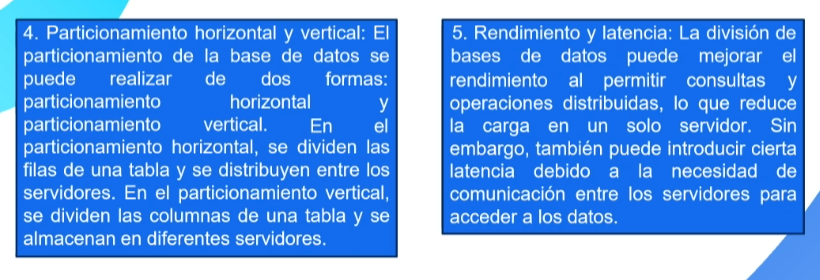 4. Particionamiento horizontal y vertical: El
particionamiento de la base de datos se
puede realizar de dos formas:
particionamiento horizontal y
particionamiento vertical. En el
particionamiento horizontal, se dividen las
filas de una tabla y se distribuyen entre los
servidores. En el particionamiento vertical,
se dividen las columnas de una tabla y se
almacenan en diferentes servidores.
5. Rendimiento y latencia: La división de
bases de datos puede mejorar el
rendimiento al permitir consultas y
operaciones distribuidas, lo que reduce
la carga en un solo servidor. Sin
embargo, también puede introducir cierta
latencia debido a la necesidad de
comunicación entre los servidores para
acceder a los datos.